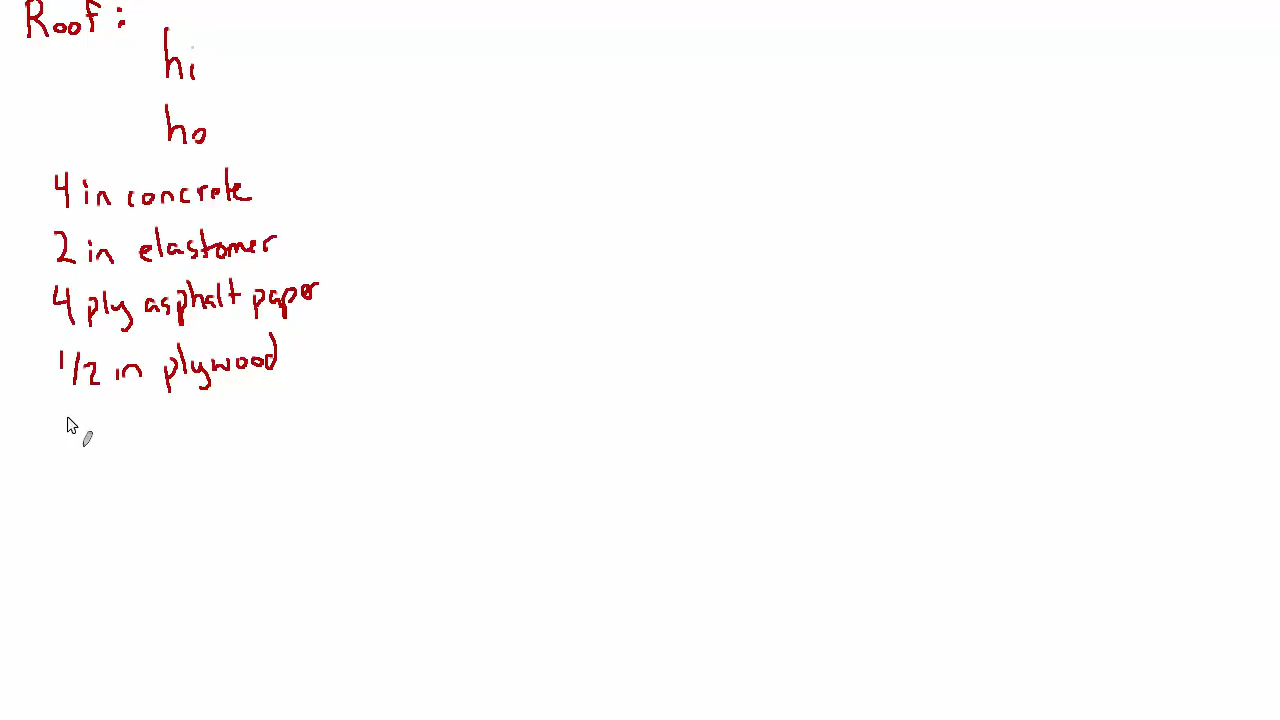 Roof:
hi
ho
4 in concrete
2 in elastomer
4 ply asphalt paper
1/2 in plywood